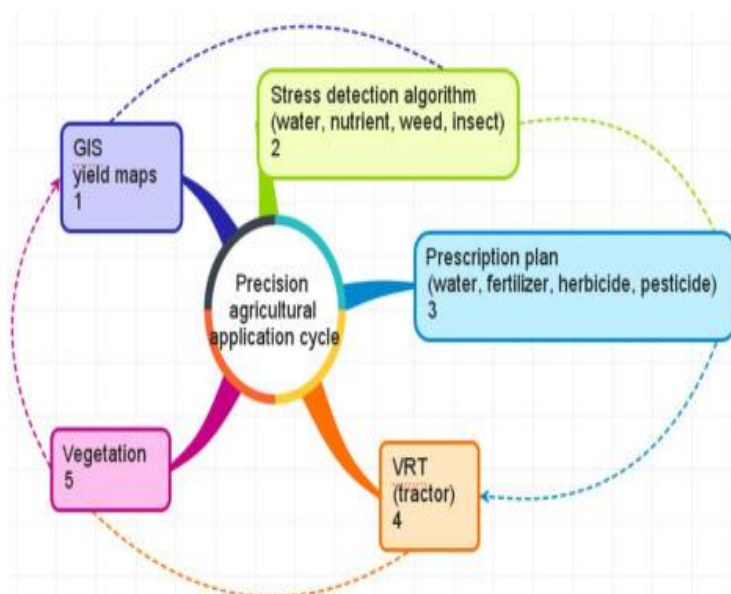 GIS
yield maps
1
Stress detection algorithm
(water, nutrient, weed, insect)
2
Prescription plan
(water, fertilizer, herbicide, pesticide)
3
VRT
(tractor)
4
Vegetation
5
Precision
agricultural
application cycle